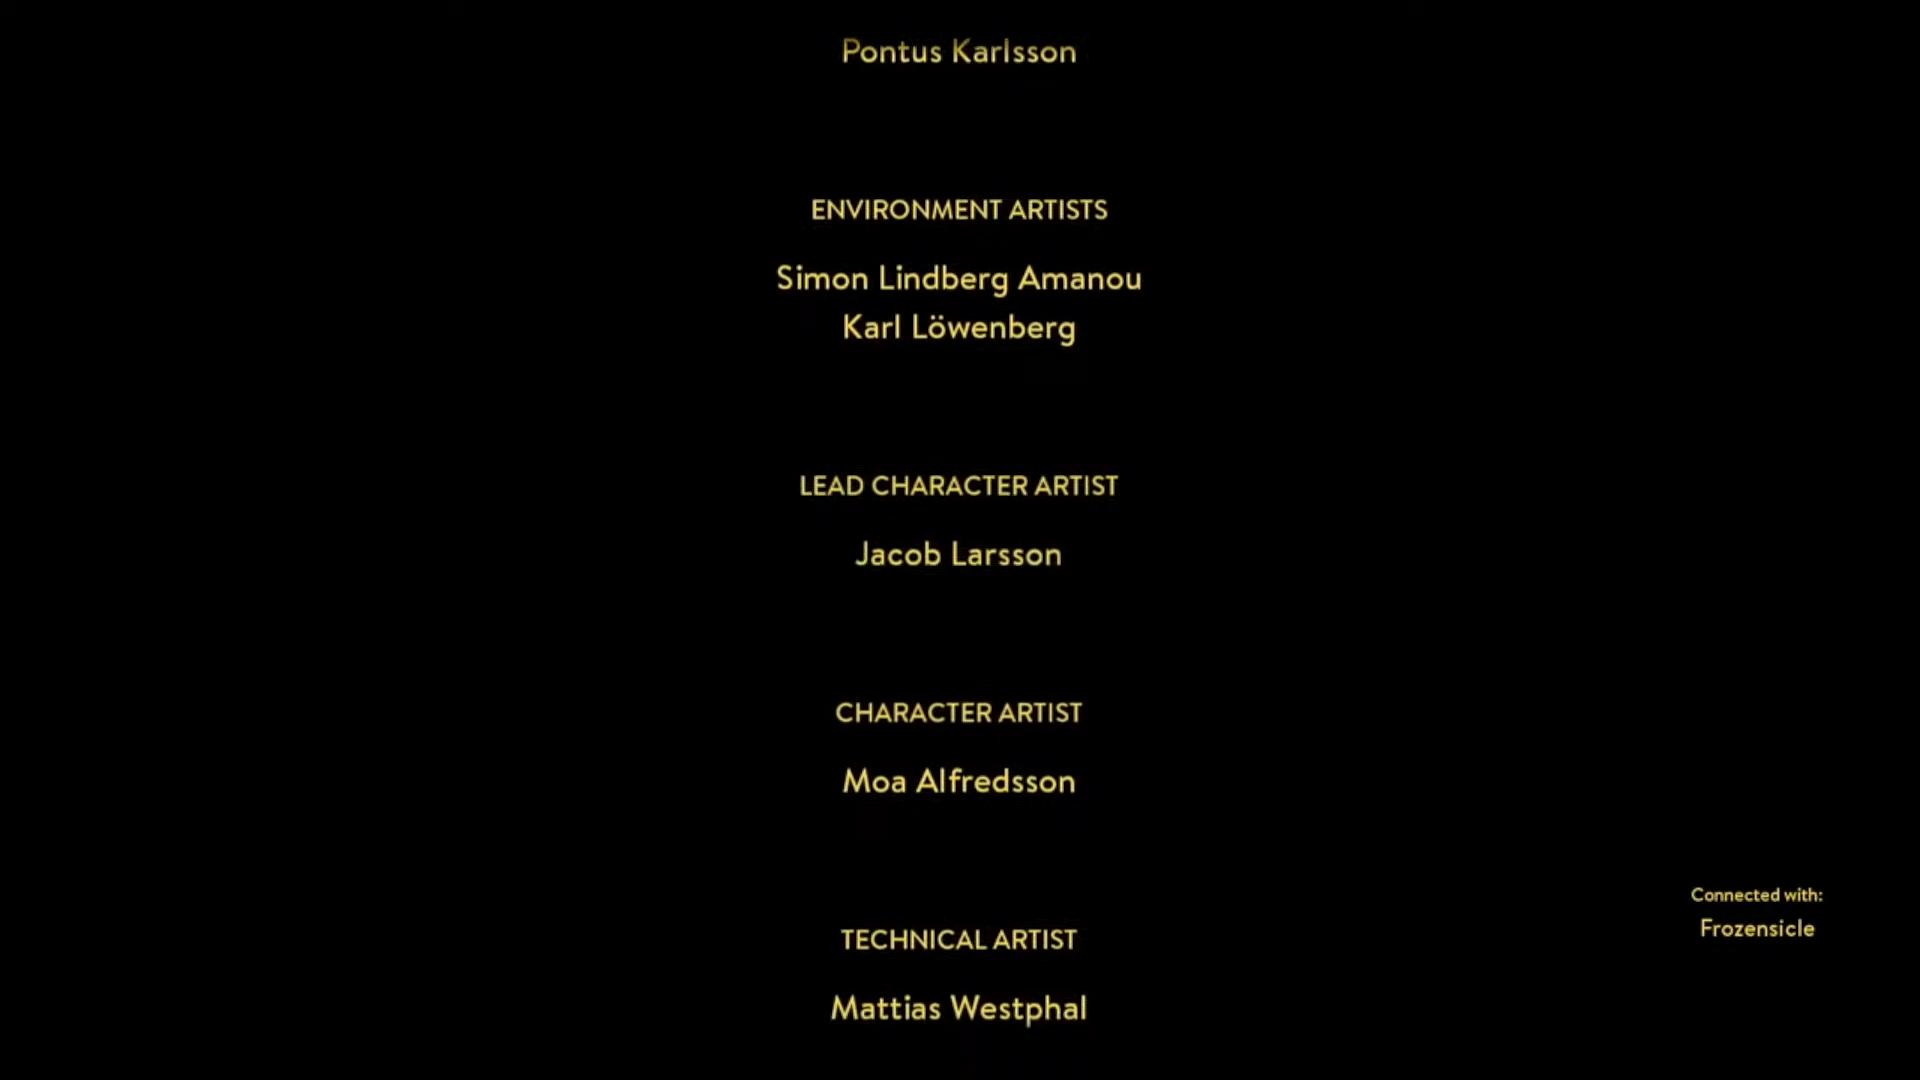 Pontus Karlsson
ENVIRONMENT ARTISTS
Simon Lindberg Amanou
Karl Löwenberg
LEAD CHARACTER ARTIST
Jacob Larsson
CHARACTER ARTIST
Moa Alfredsson
Connected with:
Frozensicle
TECHNICAL ARTIST
Mattias Westphal